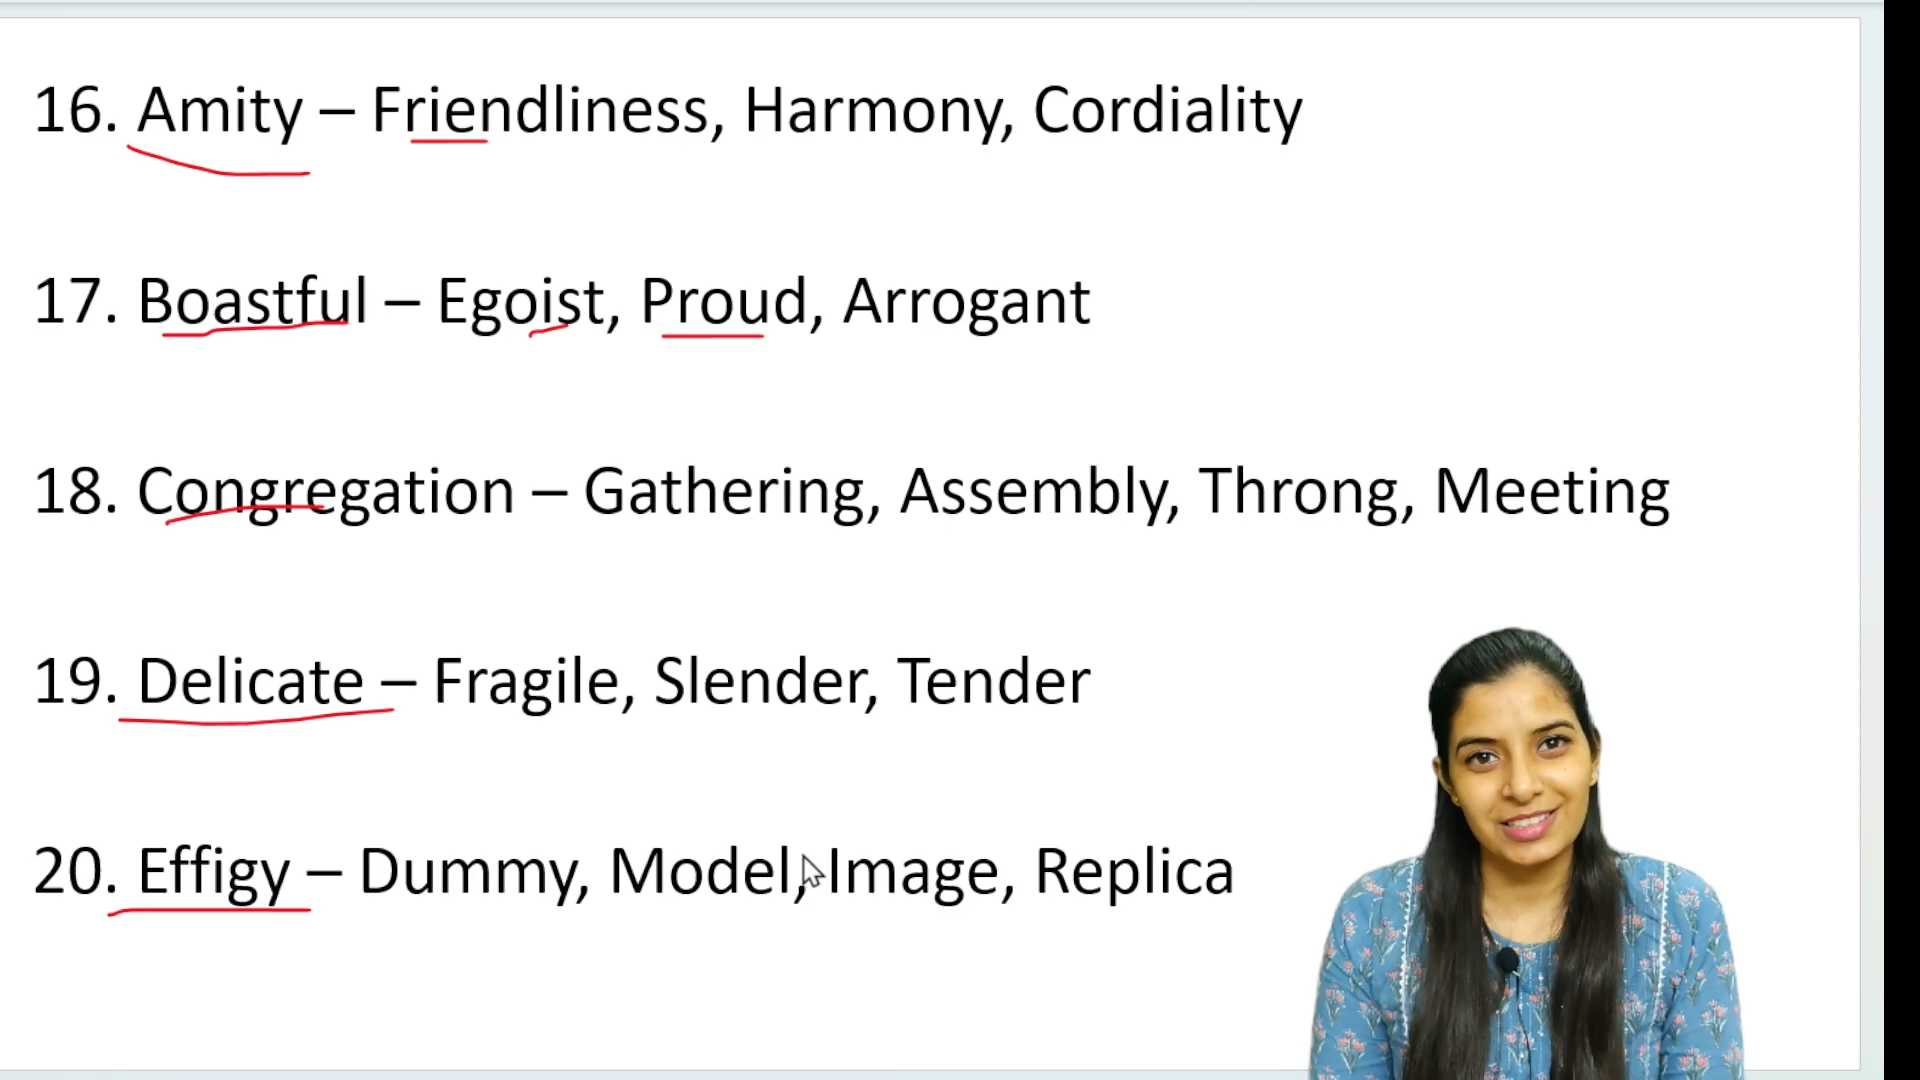 16. Amity – Friendliness, Harmony, Cordiality
17. Boastful – Egoist, Proud, Arrogant
18. Congregation – Gathering, Assembly, Throng, Meeting
19. Delicate – Fragile, Slender, Tender
20. Effigy – Dummy, Model, Image, Replica